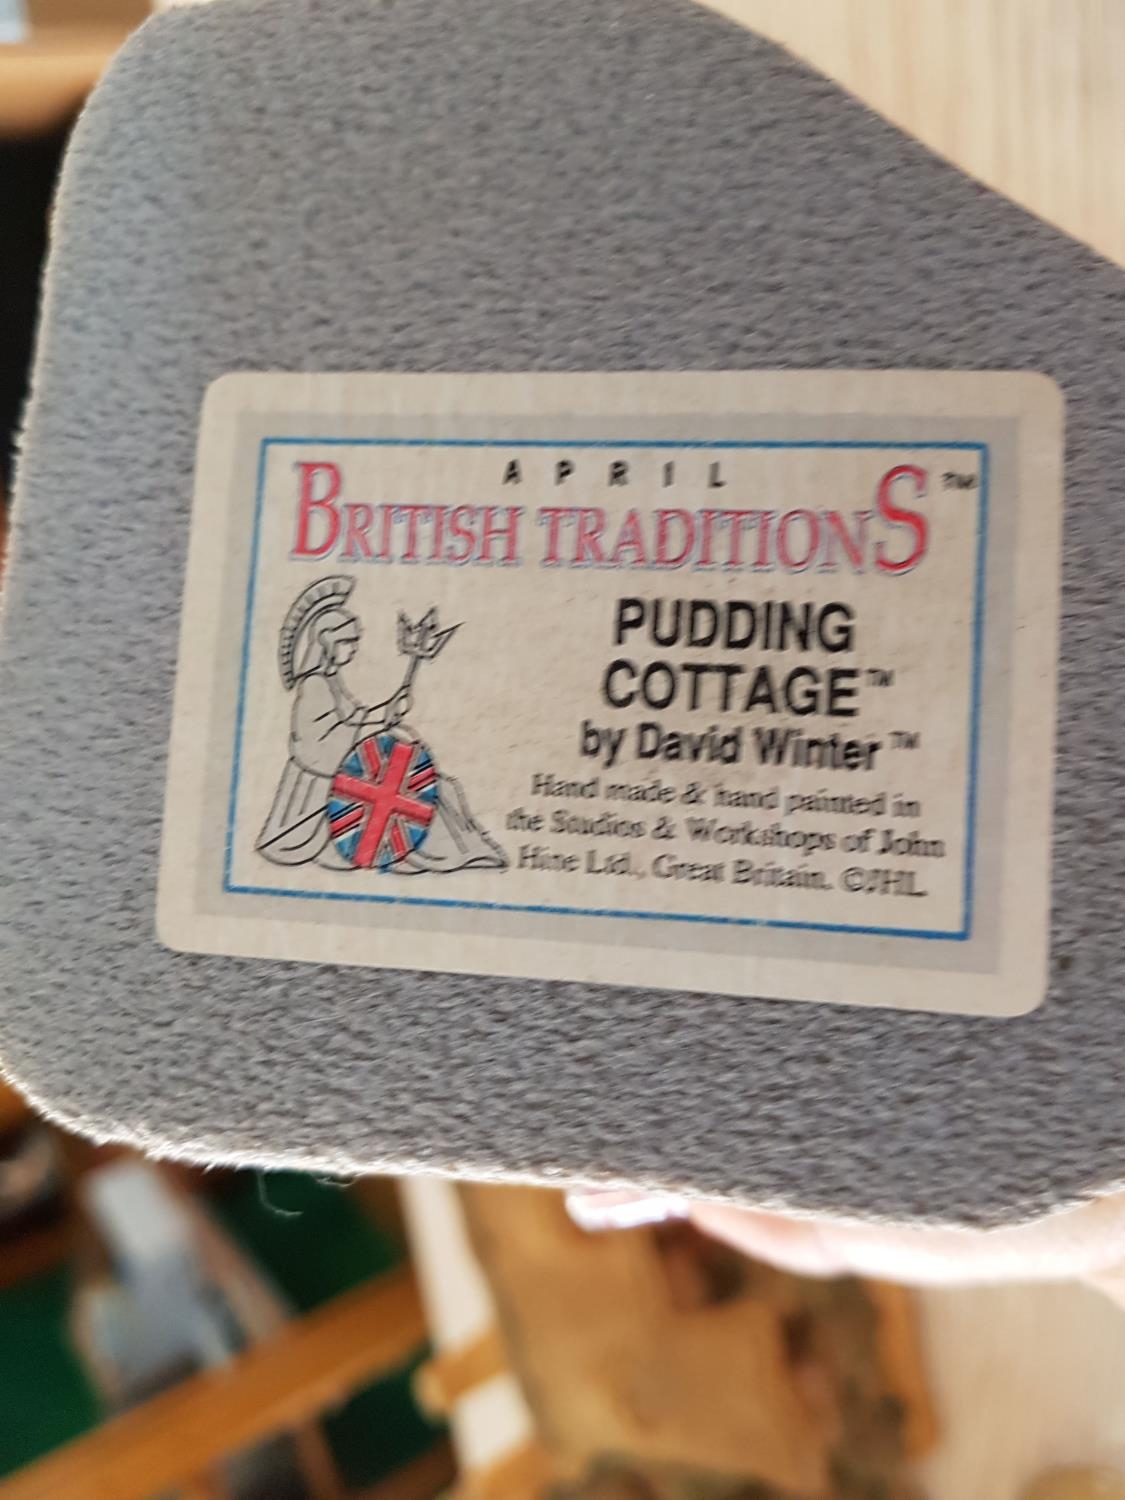 APRIL
BRITISH TRADITIONS™
PUDDING
COTTAGE™
by David Winter™
Hand made & hand painted in
the Studios & Workshops of John
Hine Ltd., Great Britain. ©JHL